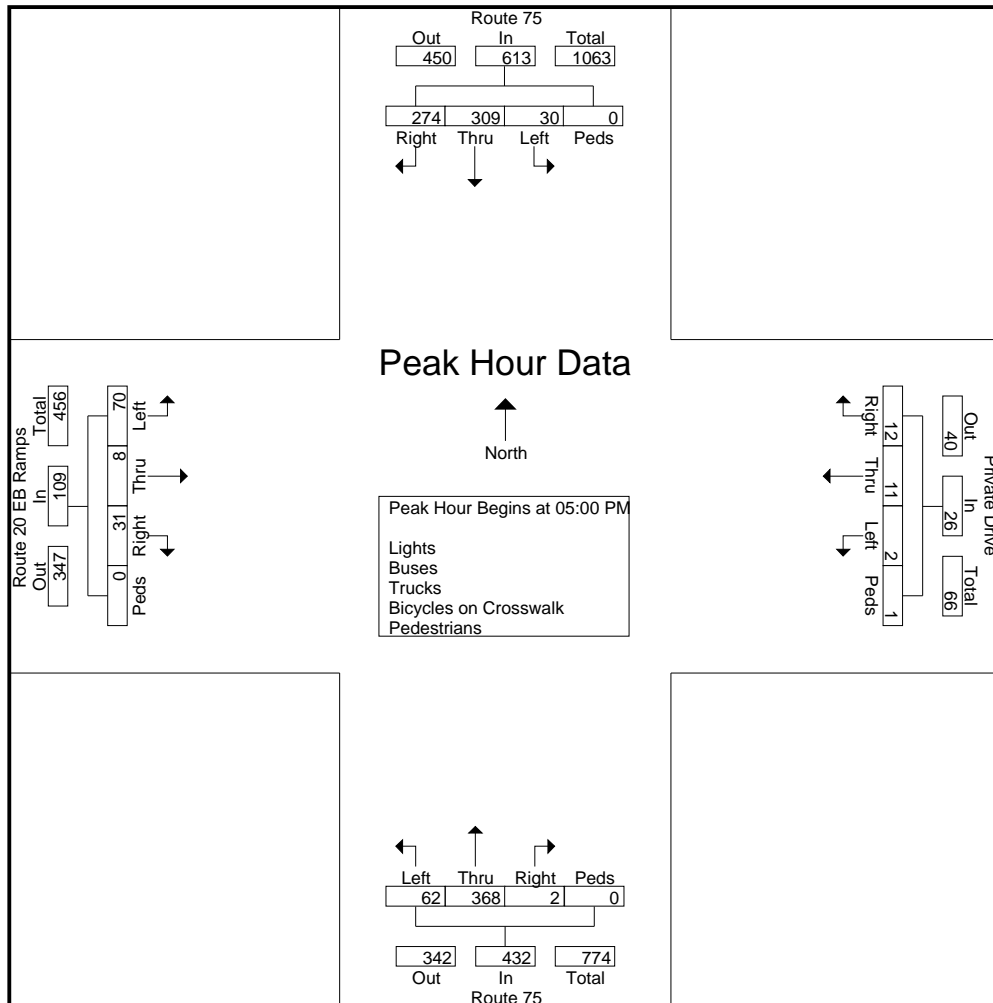 Route 75
Out In Total
450 613 1063
274 309 30 0
Right Thru Left Peds
Peak Hour Data
North
Peak Hour Begins at 05:00 PM
Lights
Buses
Trucks
Bicycles on Crosswalk
Pedestrians
Route 20 EB Ramps
Out In Total
347 109 456
0 31 8 70
Peds Right Thru Left
Private Drive
Out In Total
40 26 66
12 11 2 1
Right Thru Left Peds
Left Thru Right Peds
62 368 2 0
342 432 774
Out In Total
Route 75